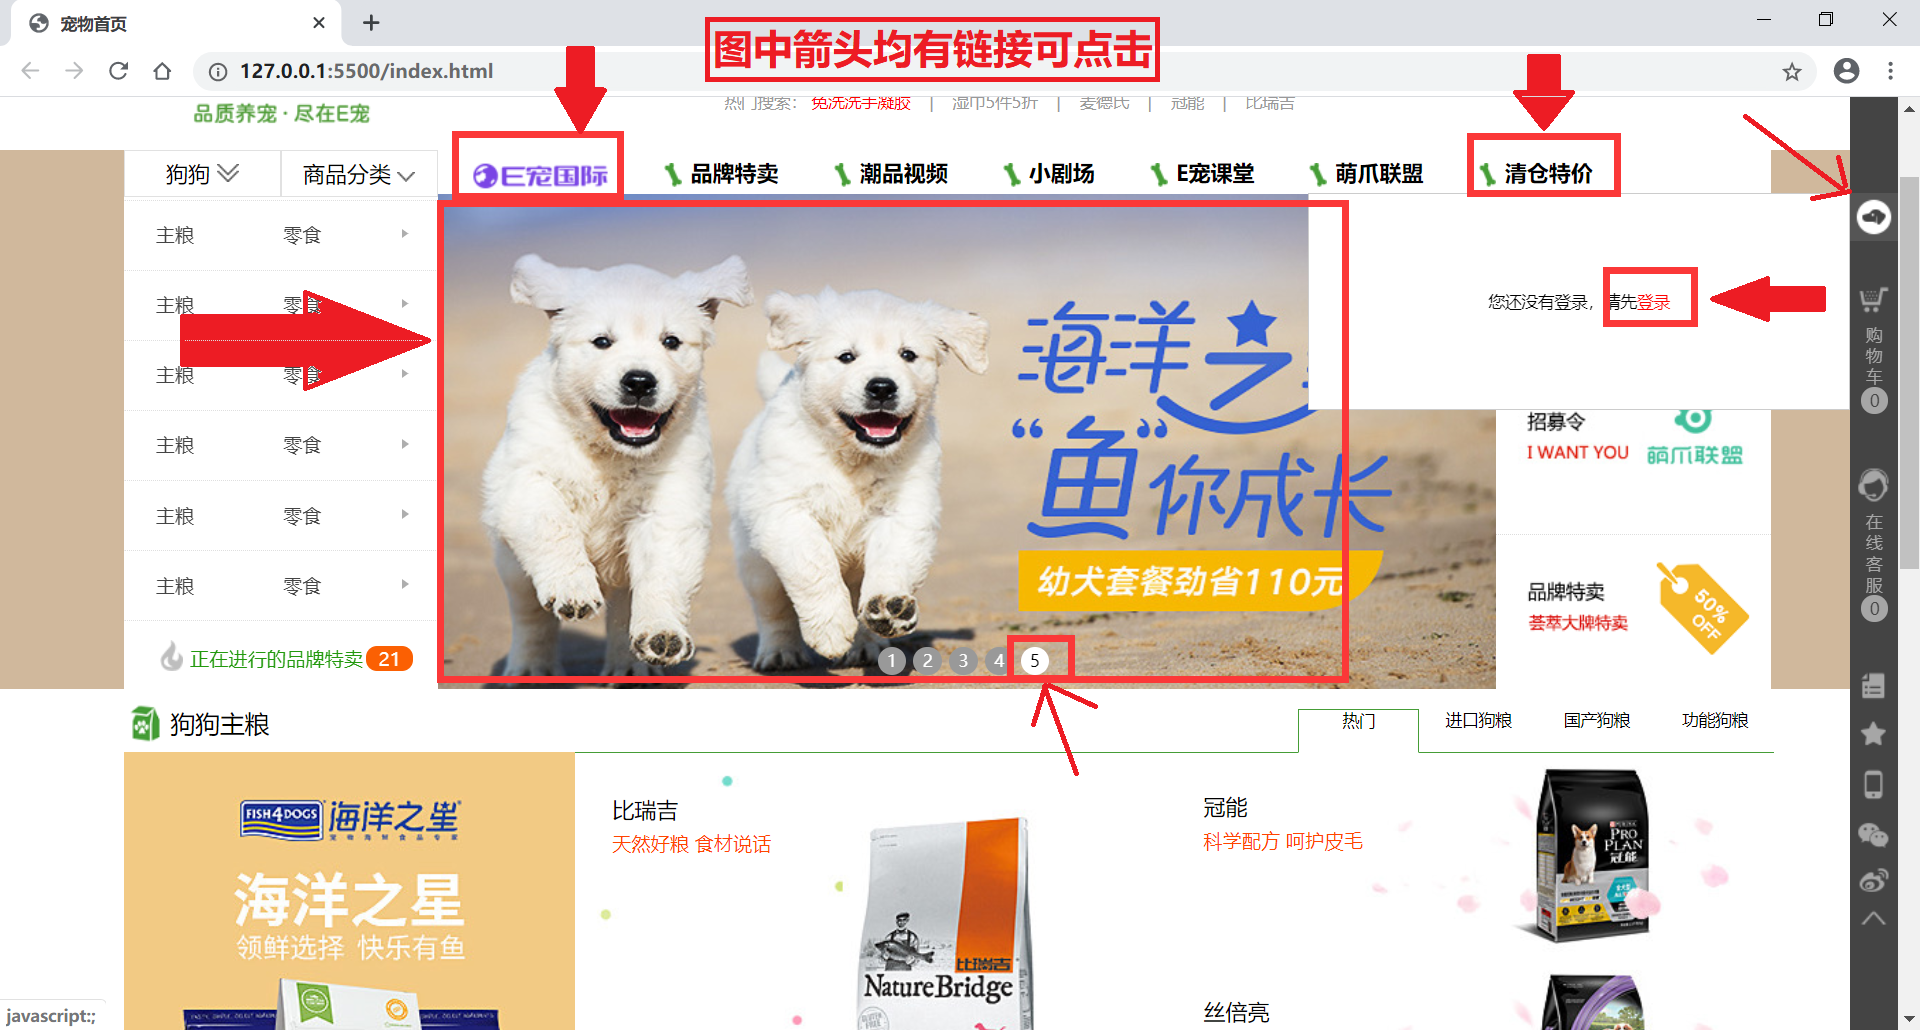 宠物首页
图中箭头均有链接可点击
127.0.0.1:5500/index.html
品质养宠·尽在E宠
热门搜索: 免洗洗手凝胶 | 湿巾5件5折 | 麦德氏 | 冠能 | 比瑞吉
狗狗 商品分类 E宠国际 品牌特卖 潮品视频 小剧场 E宠课堂 萌爪联盟 清仓特价
主粮 零食
主粮 零食
主粮 零食
主粮 零食
主粮 零食
主粮 零食
正在进行的品牌特卖 21
海洋之
“鱼”你成长
幼犬套餐劲省110元
1 2 3 4 5
您还没有登录，请先登录
招募令
I WANT YOU
萌爪联盟
品牌特卖
荟萃大牌特卖
50%
OFF
购物车
0
在线客服
0
狗狗主粮
热门 进口狗粮 国产狗粮 功能狗粮
FISH4DOGS 海洋之星
宠物海鲜食品专家
海洋之星
领鲜选择 快乐有鱼
比瑞吉
天然好粮 食材说话
比瑞吉
NatureBridge
冠能
科学配方 呵护皮毛
PURINA
PRO
PLAN
冠能
丝倍亮
javascript:;